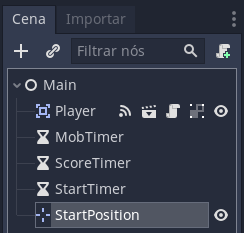 Cena Importar
Filtrar nós
Main
Player
MobTimer
ScoreTimer
StartTimer
StartPosition